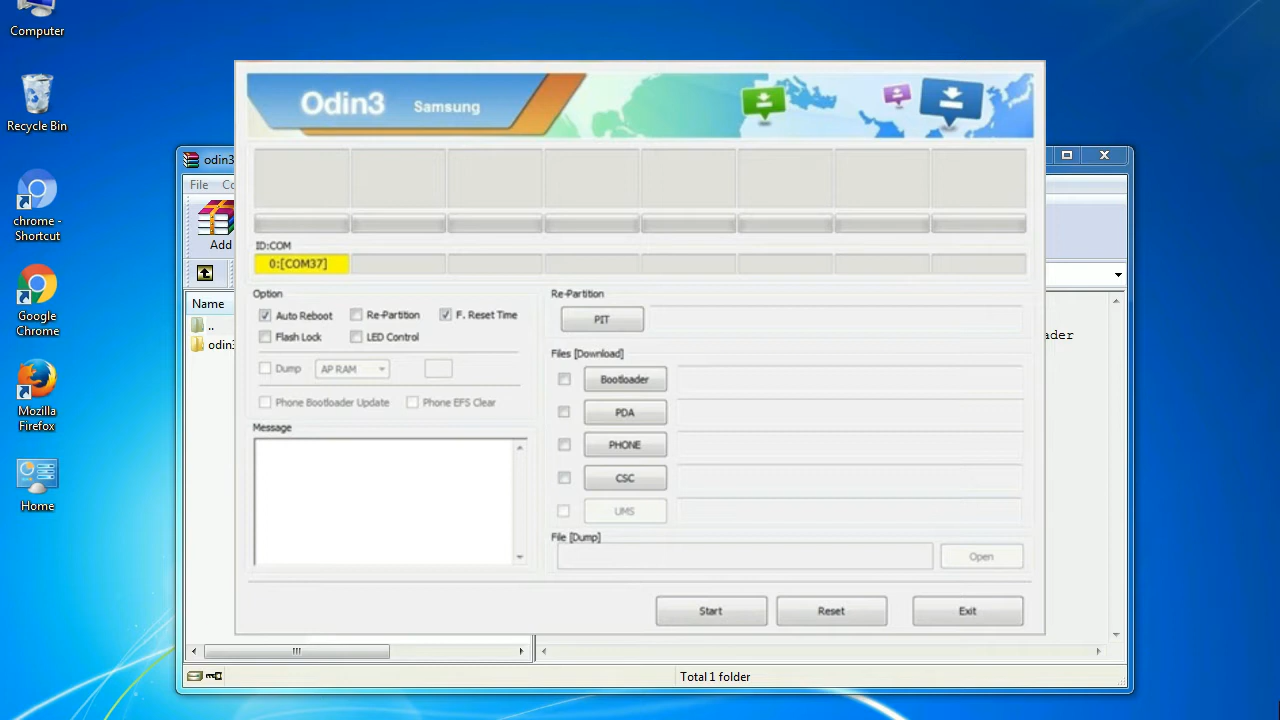 Computer
Recycle Bin
chrome -
Shortcut
Google
Chrome
Mozilla
Firefox
Home
odin3
File
Add
Name
..
odin3
Total 1 folder
Odin3 Samsung
ID:COM
0:[COM37]
Option
Auto Reboot Re-Partition F. Reset Time
Flash Lock LED Control
Dump AP RAM
Phone Bootloader Update Phone EFS Clear
Message
Re-Partition
PIT
Files [Download]
Bootloader
PDA
PHONE
CSC
UMS
File [Dump]
Open
Start Reset Exit